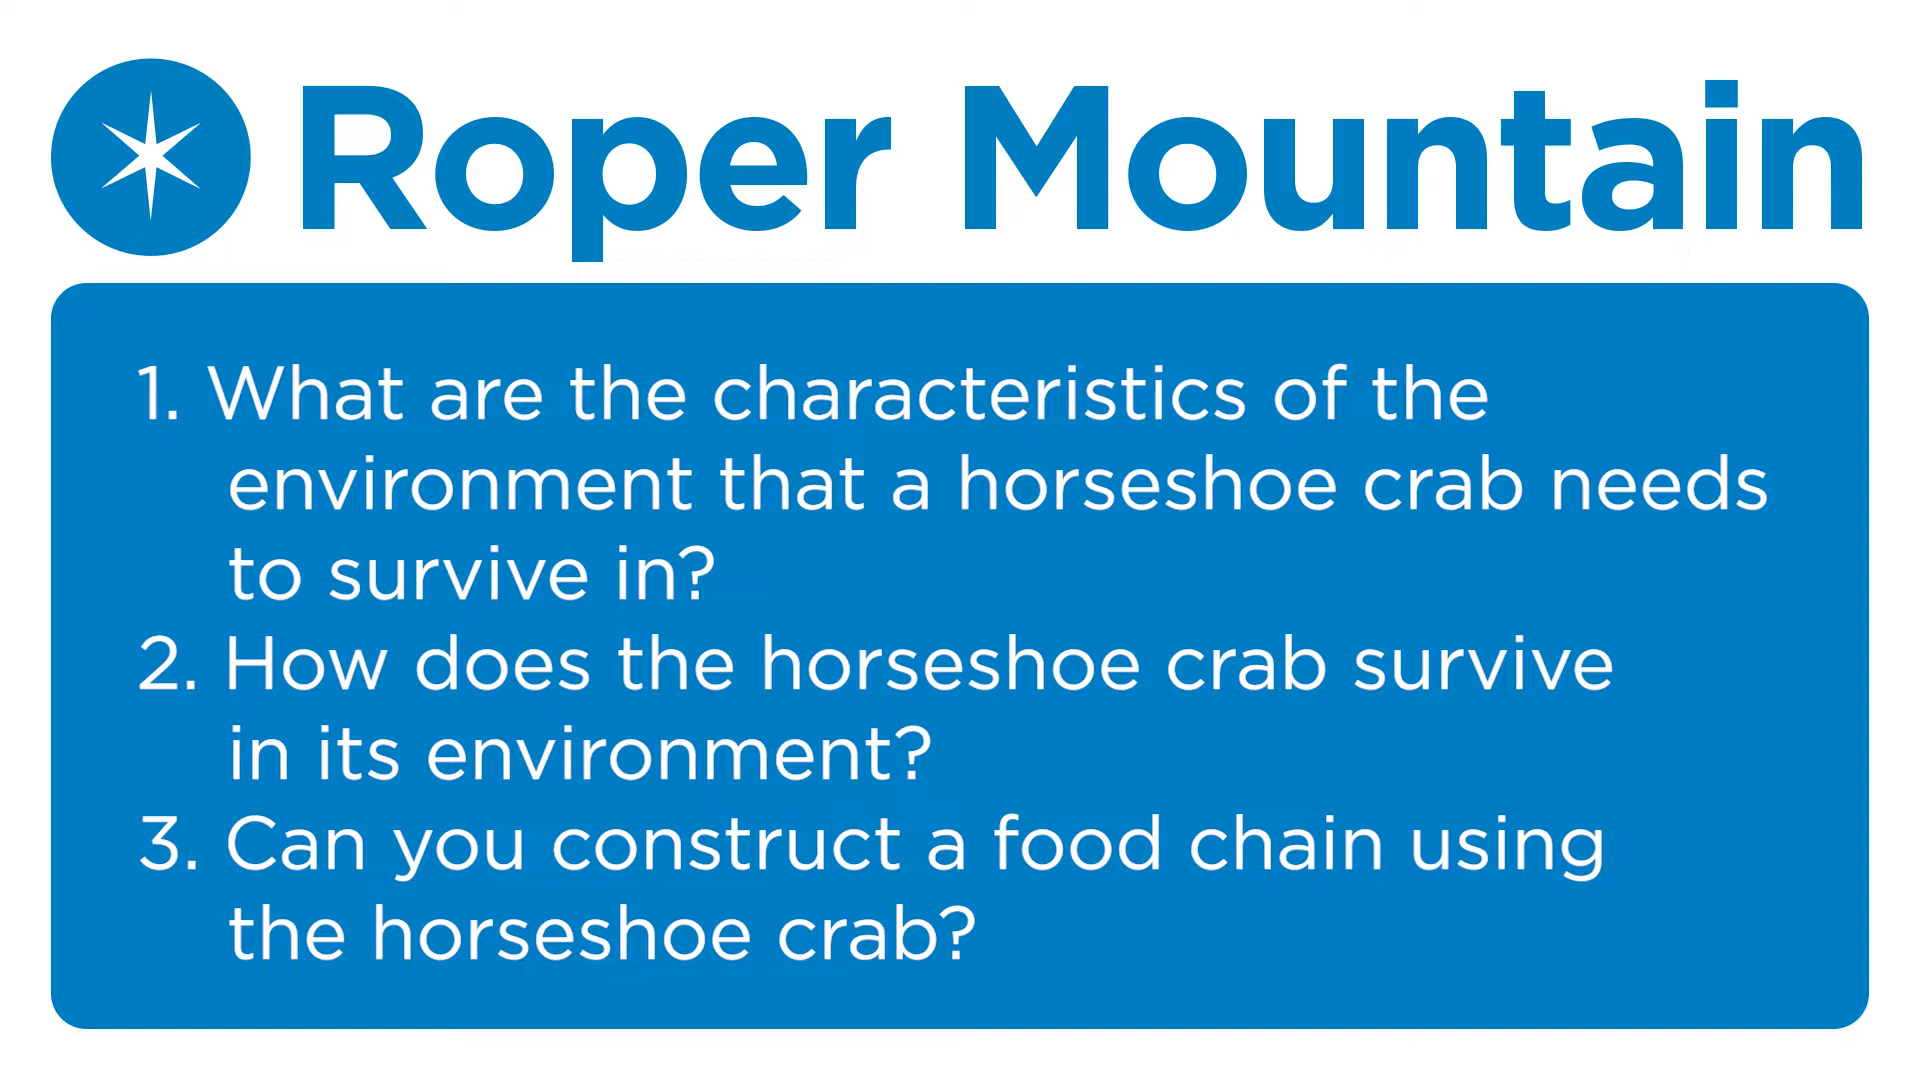 Roper Mountain
1. What are the characteristics of the
environment that a horseshoe crab needs
to survive in?
2. How does the horseshoe crab survive
in its environment?
3. Can you construct a food chain using
the horseshoe crab?